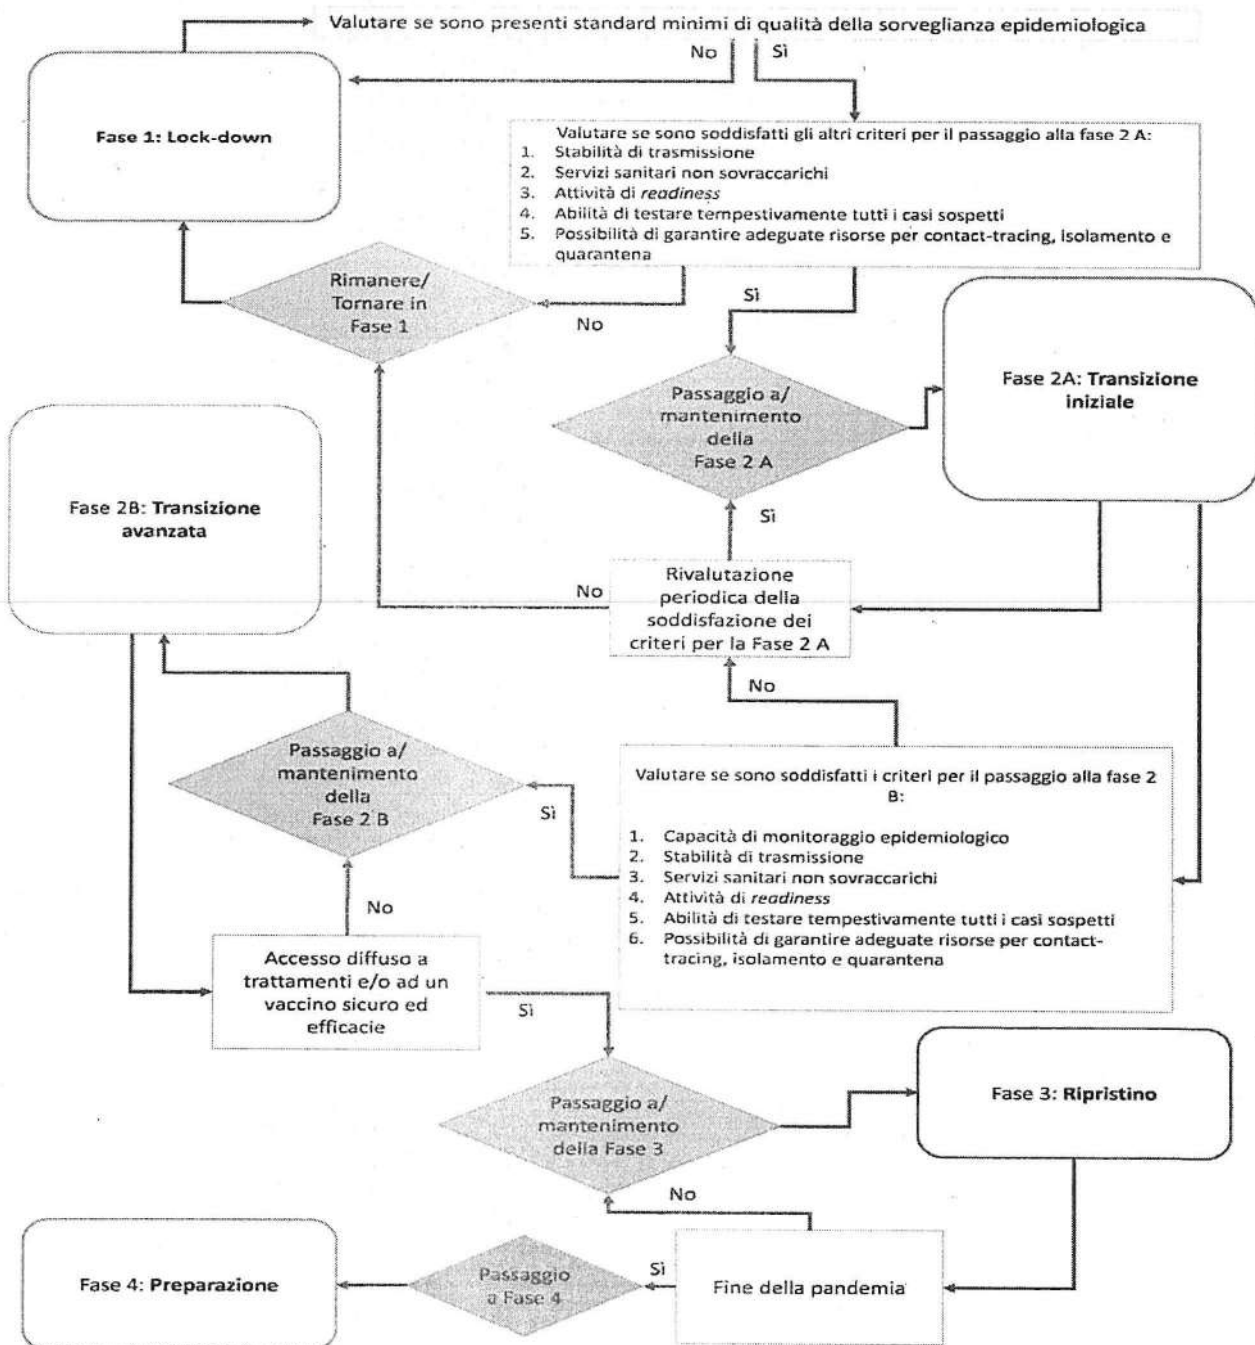 Valutare se sono presenti standard minimi di qualità della sorveglianza epidemiologica
No
Sì
Fase 1: Lock-down
Valutare se sono soddisfatti gli altri criteri per il passaggio alla fase 2 A:
1. Stabilità di trasmissione
2. Servizi sanitari non sovraccarichi
3. Attività di readiness
4. Abilità di testare tempestivamente tutti i casi sospetti
5. Possibilità di garantire adeguate risorse per contact-tracing, isolamento e
quarantena
Rimanere/
Tornare in
Fase 1
No
Sì
Passaggio a/
mantenimento
della
Fase 2 A
Fase 2A: Transizione
iniziale
Fase 2B: Transizione
avanzata
Sì
No
Rivalutazione
periodica della
soddisfazione dei
criteri per la Fase 2 A
No
Passaggio a/
mantenimento
della
Fase 2 B
Sì
Valutare se sono soddisfatti i criteri per il passaggio alla fase 2
B:
1. Capacità di monitoraggio epidemiologico
2. Stabilità di trasmissione
3. Servizi sanitari non sovraccarichi
4. Attività di readiness
5. Abilità di testare tempestivamente tutti i casi sospetti
6. Possibilità di garantire adeguate risorse per contact-
tracing, isolamento e quarantena
No
Accesso diffuso a
trattamenti e/o ad un
vaccino sicuro ed
efficacie
Sì
Passaggio a/
mantenimento
della Fase 3
Fase 3: Ripristino
No
Fine della pandemia
Sì
Passaggio
a Fase 4
Fase 4: Preparazione